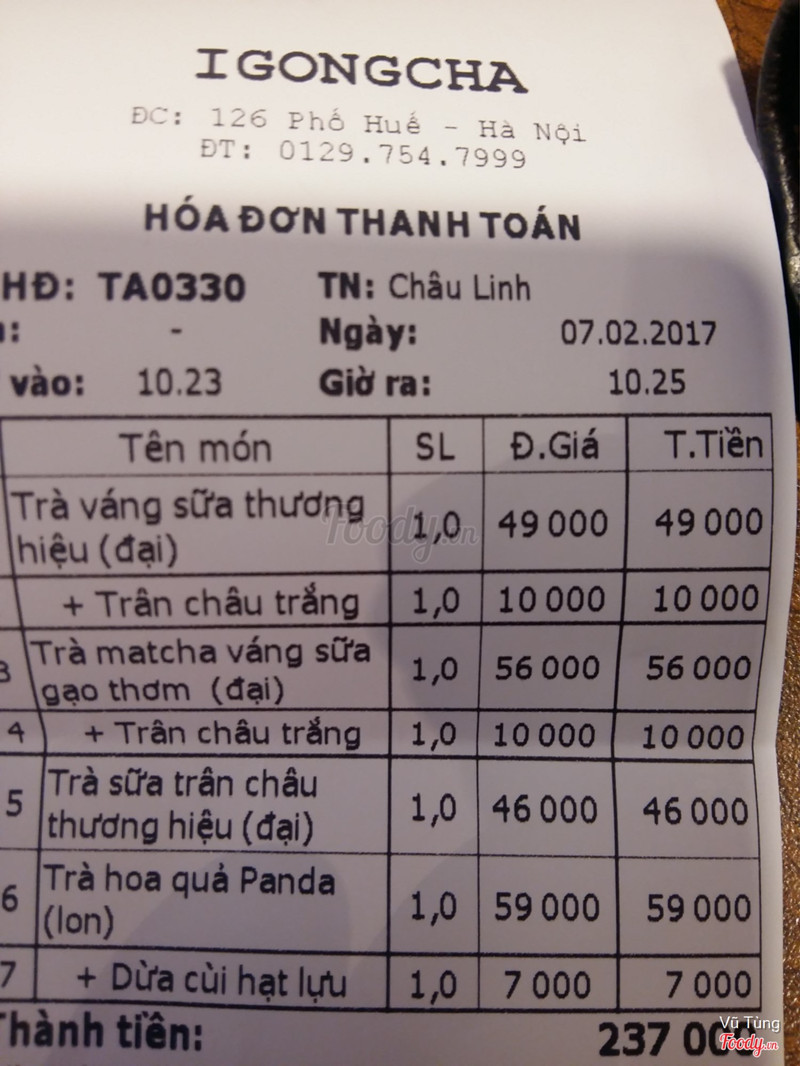 IGONGCHA
ĐC: 126 Phố Huế - Hà Nội
ĐT: 0129.754.7999
HÓA ĐƠN THANH TOÁN
HĐ: TA0330 TN: Châu Linh
- Ngày: 07.02.2017
vào: 10.23 Giờ ra: 10.25
Tên món SL Đ.Giá T.Tiền
Trà váng sữa thương
hiệu (đại) 1,0 49 000 49 000
+ Trân châu trắng 1,0 10 000 10 000
3 Trà matcha váng sữa
gạo thơm (đại) 1,0 56 000 56 000
4 + Trân châu trắng 1,0 10 000 10 000
5 Trà sữa trân châu
thương hiệu (đại) 1,0 46 000 46 000
6 Trà hoa quả Panda
(lon) 1,0 59 000 59 000
7 + Dừa cùi hạt lựu 1,0 7 000 7 000
Thành tiền: 237 000
Foody.vn
Vũ Tùng
Foody.vn